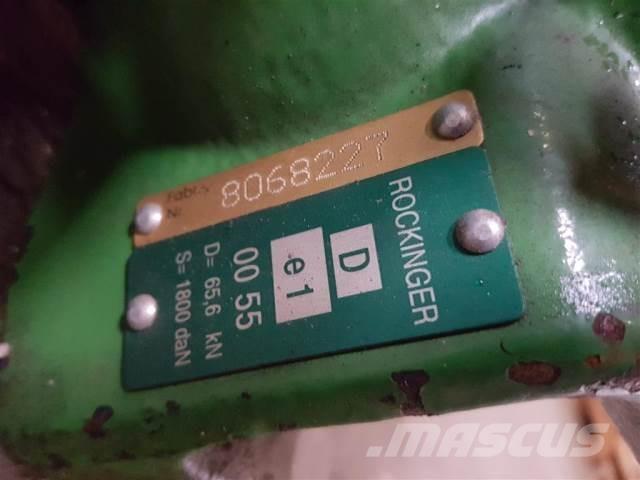 Fabr.
Nr. 8068227
ROCKINGER
D
e1
00 55
D= 65,6 kN
S= 1800 daN
MASCUS